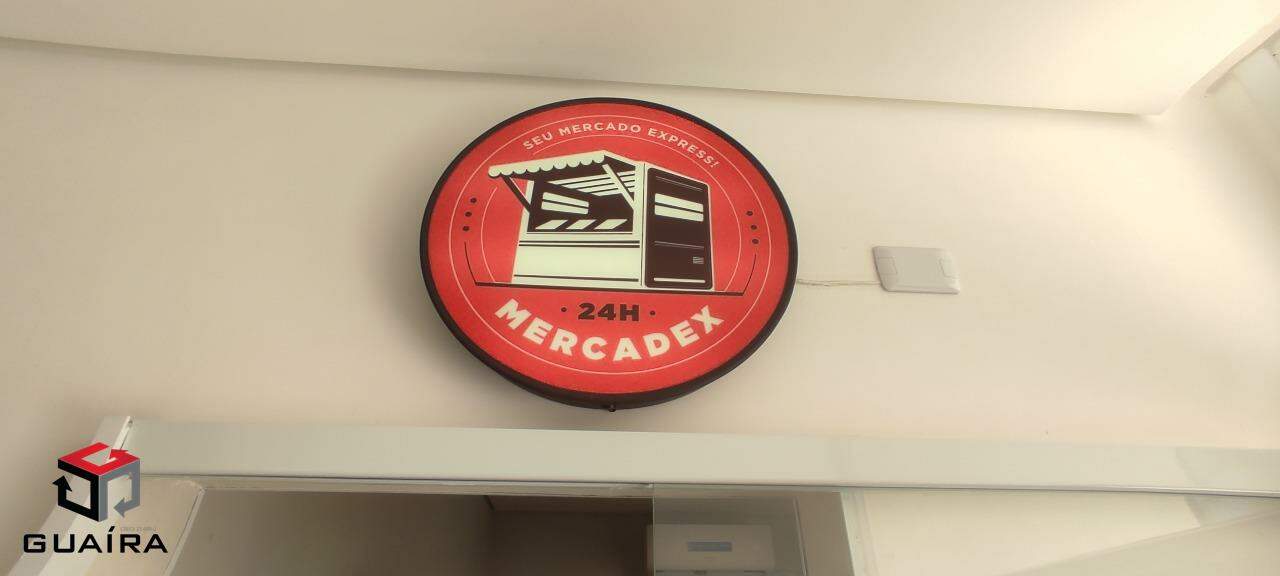 SEU MERCADO EXPRESS!
· 24H ·
MERCADEX
GUAÍRA